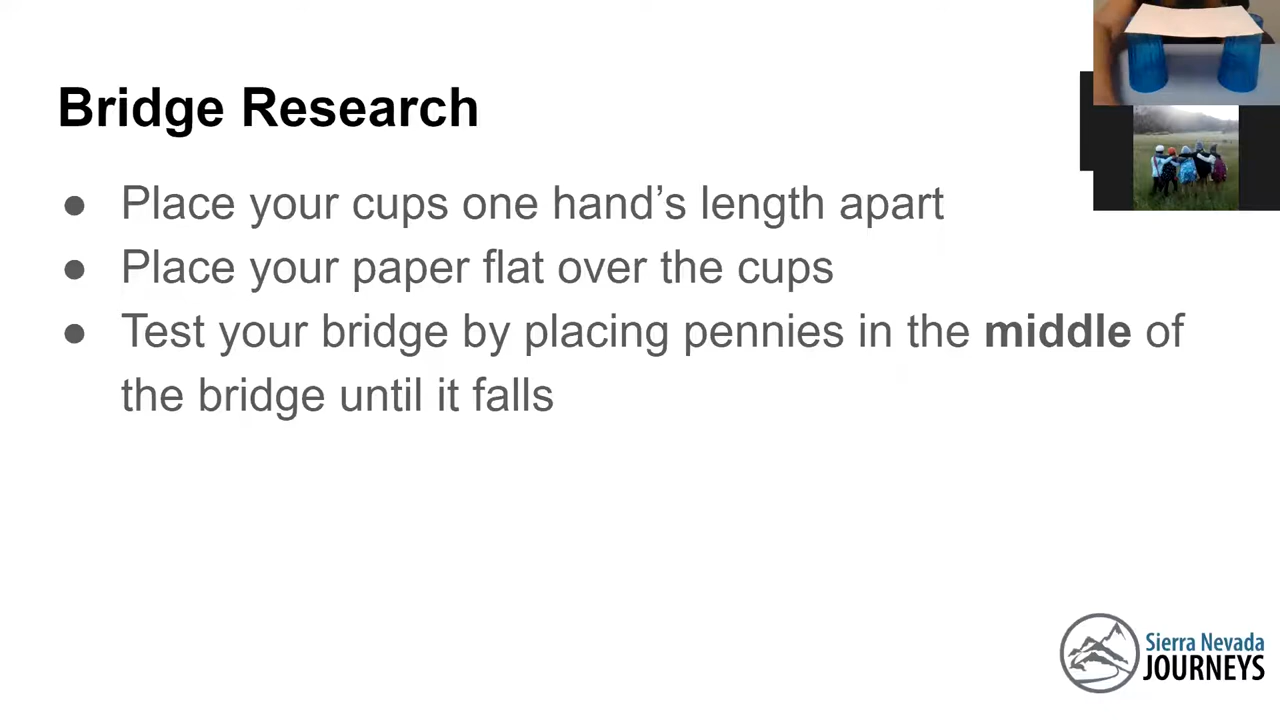 Bridge Research
● Place your cups one hand’s length apart
● Place your paper flat over the cups
● Test your bridge by placing pennies in the middle of
the bridge until it falls
Sierra Nevada
JOURNEYS